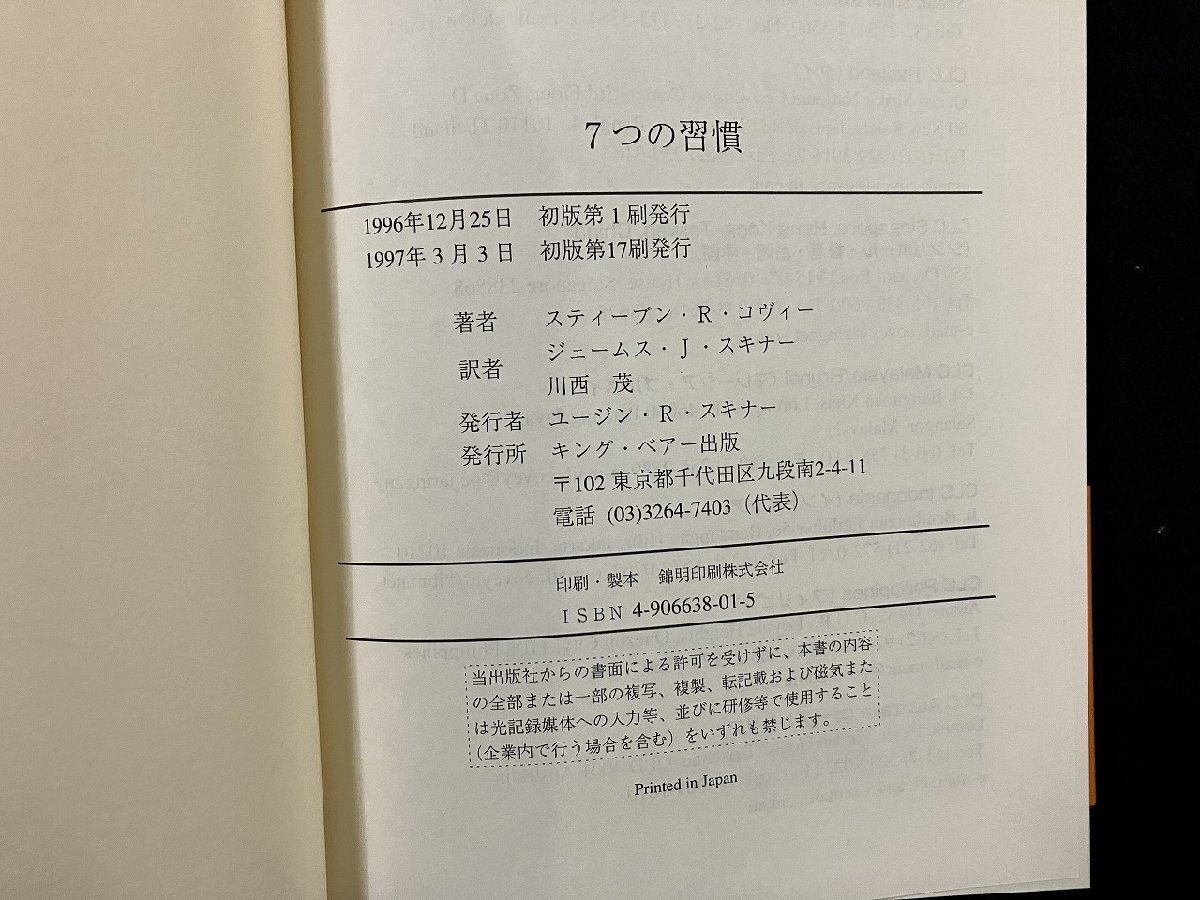 7つの習慣
1996年12月25日 初版第1刷発行
1997年3月3日 初版第17刷発行
著者 スティーブン・R・コヴィー
訳者 ジェームス・J・スキナー
川西 茂
発行者 ユージン・R・スキナー
発行所 キング・ベアー出版
〒102 東京都千代田区九段南2-4-11
電話 (03)3264-7403（代表）
印刷・製本 錦明印刷株式会社
ISBN 4-906638-01-5
当出版社からの書面による許可を受けずに、本書の内容
の全部または一部の複写、複製、転記載および磁気また
は光記録媒体への入力等、並びに研修等で使用すること
（企業内で行う場合を含む）をいずれも禁じます。
Printed in Japan